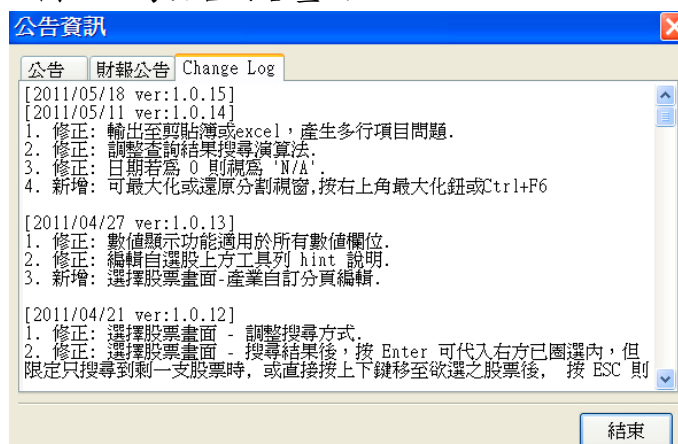 公告資訊
公告 財報公告 Change Log
[2011/05/18 ver:1.0.15]
[2011/05/11 ver:1.0.14]
1. 修正: 輸出至剪貼簿或excel，產生多行項目問題.
2. 修正: 調整查詢結果搜尋演算法.
3. 修正: 日期若為 0 則視為 'N/A'.
4. 新增: 可最大化或還原分割視窗,按右上角最大化鈕或Ctrl+F6
[2011/04/27 ver:1.0.13]
1. 修正: 數值顯示功能適用於所有數值欄位.
2. 修正: 編輯自選股上方工具列 hint 說明.
3. 新增: 選擇股票畫面-產業自訂分頁編輯.
[2011/04/21 ver:1.0.12]
1. 修正: 選擇股票畫面 - 調整搜尋方式.
2. 修正: 選擇股票畫面 - 搜尋結果後，按 Enter 可代入右方已圈選內，但
限定只搜尋到剩一支股票時, 或直接按上下鍵移至欲選之股票後, 按 ESC 則
結束